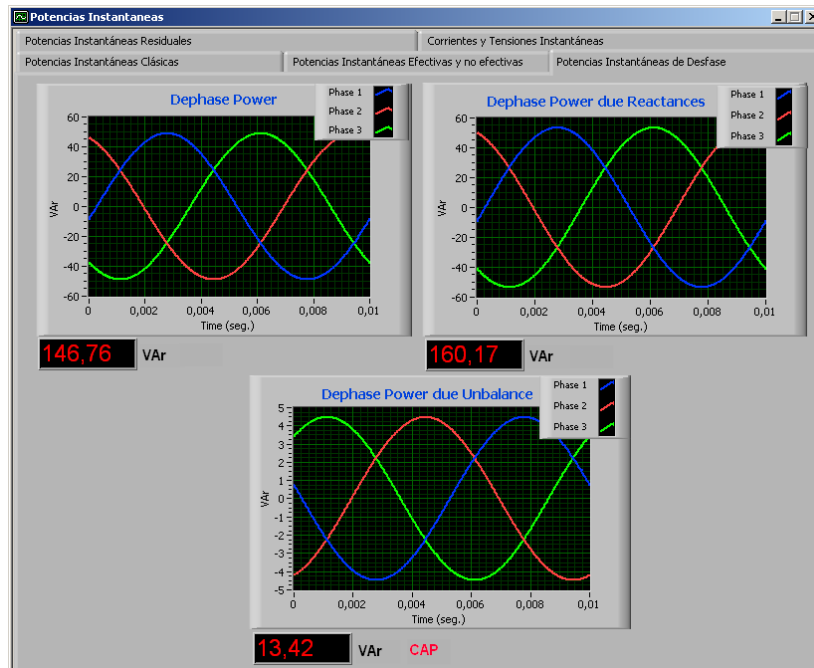 Potencias Instantaneas
Potencias Instantáneas Residuales
Corrientes y Tensiones Instantáneas
Potencias Instantáneas Clásicas
Potencias Instantáneas Efectivas y no efectivas
Potencias Instantáneas de Desfase
Dephase Power
Phase 1
Phase 2
Phase 3
60
40
20
0
-20
-40
-60
VAr
0
0,002
0,004
0,006
0,008
0,01
Time (seg.)
146,76 VAr
Dephase Power due Reactances
Phase 1
Phase 2
Phase 3
60
40
20
0
-20
-40
-60
VAr
0
0,002
0,004
0,006
0,008
0,01
Time (seg.)
160,17 VAr
Dephase Power due Unbalance
Phase 1
Phase 2
Phase 3
5
4
3
2
1
0
-1
-2
-3
-4
-5
VAr
0
0,002
0,004
0,006
0,008
0,01
Time (seg.)
13,42 VAr CAP